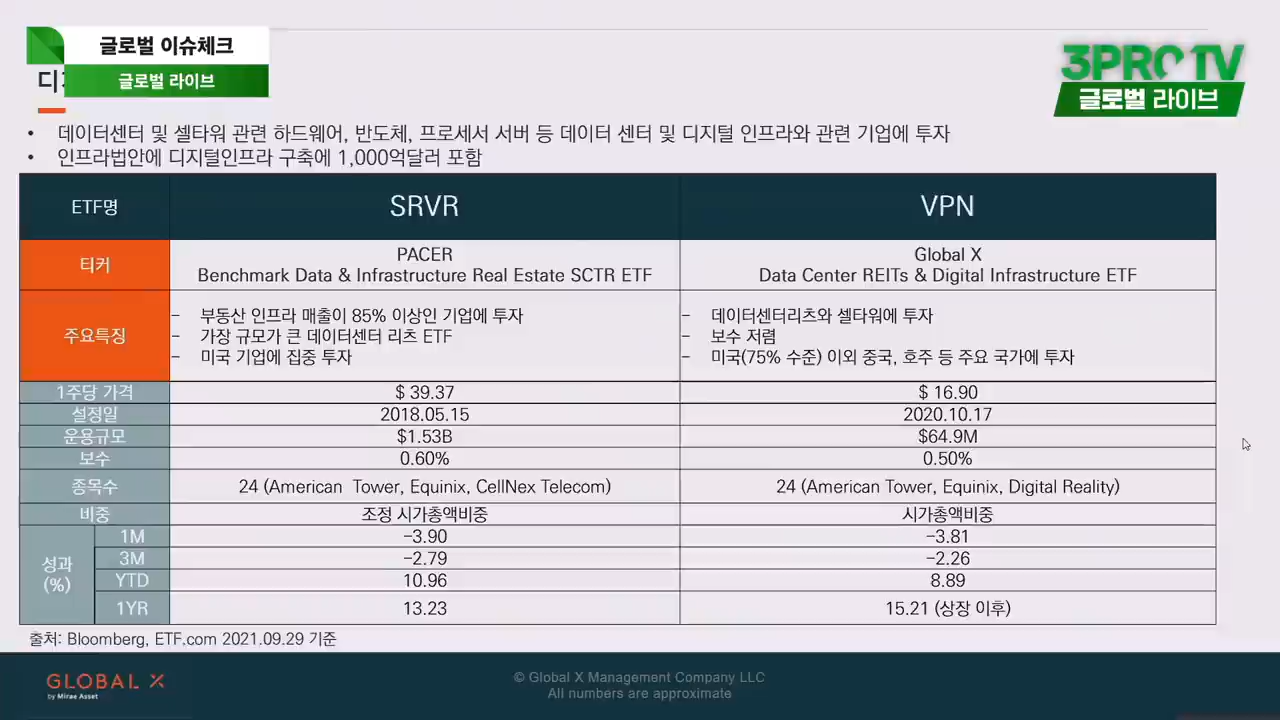 글로벌 이슈체크
글로벌 라이브
3PRO TV
글로벌 라이브
• 데이터센터 및 셀타워 관련 하드웨어, 반도체, 프로세서 서버 등 데이터 센터 및 디지털 인프라와 관련 기업에 투자
• 인프라법안에 디지털인프라 구축에 1,000억달러 포함
ETF명 SRVR VPN
티커 PACER Global X
Benchmark Data & Infrastructure Real Estate SCTR ETF Data Center REITs & Digital Infrastructure ETF
주요특징
– 부동산 인프라 매출이 85% 이상인 기업에 투자 – 데이터센터리츠와 셀타워에 투자
– 가장 규모가 큰 데이터센터 리츠 ETF – 보수 저렴
– 미국 기업에 집중 투자 – 미국(75% 수준) 이외 중국, 호주 등 주요 국가에 투자
1주당 가격 $ 39.37 $ 16.90
설정일 2018.05.15 2020.10.17
운용규모 $1.53B $64.9M
보수 0.60% 0.50%
종목수 24 (American Tower, Equinix, CellNex Telecom) 24 (American Tower, Equinix, Digital Reality)
비중 조정 시가총액비중 시가총액비중
성과
(%)
1M -3.90 -3.81
3M -2.79 -2.26
YTD 10.96 8.89
1YR 13.23 15.21 (상장 이후)
출처: Bloomberg, ETF.com 2021.09.29 기준
GLOBAL X
by Mirae Asset
© Global X Management Company LLC
All numbers are approximate